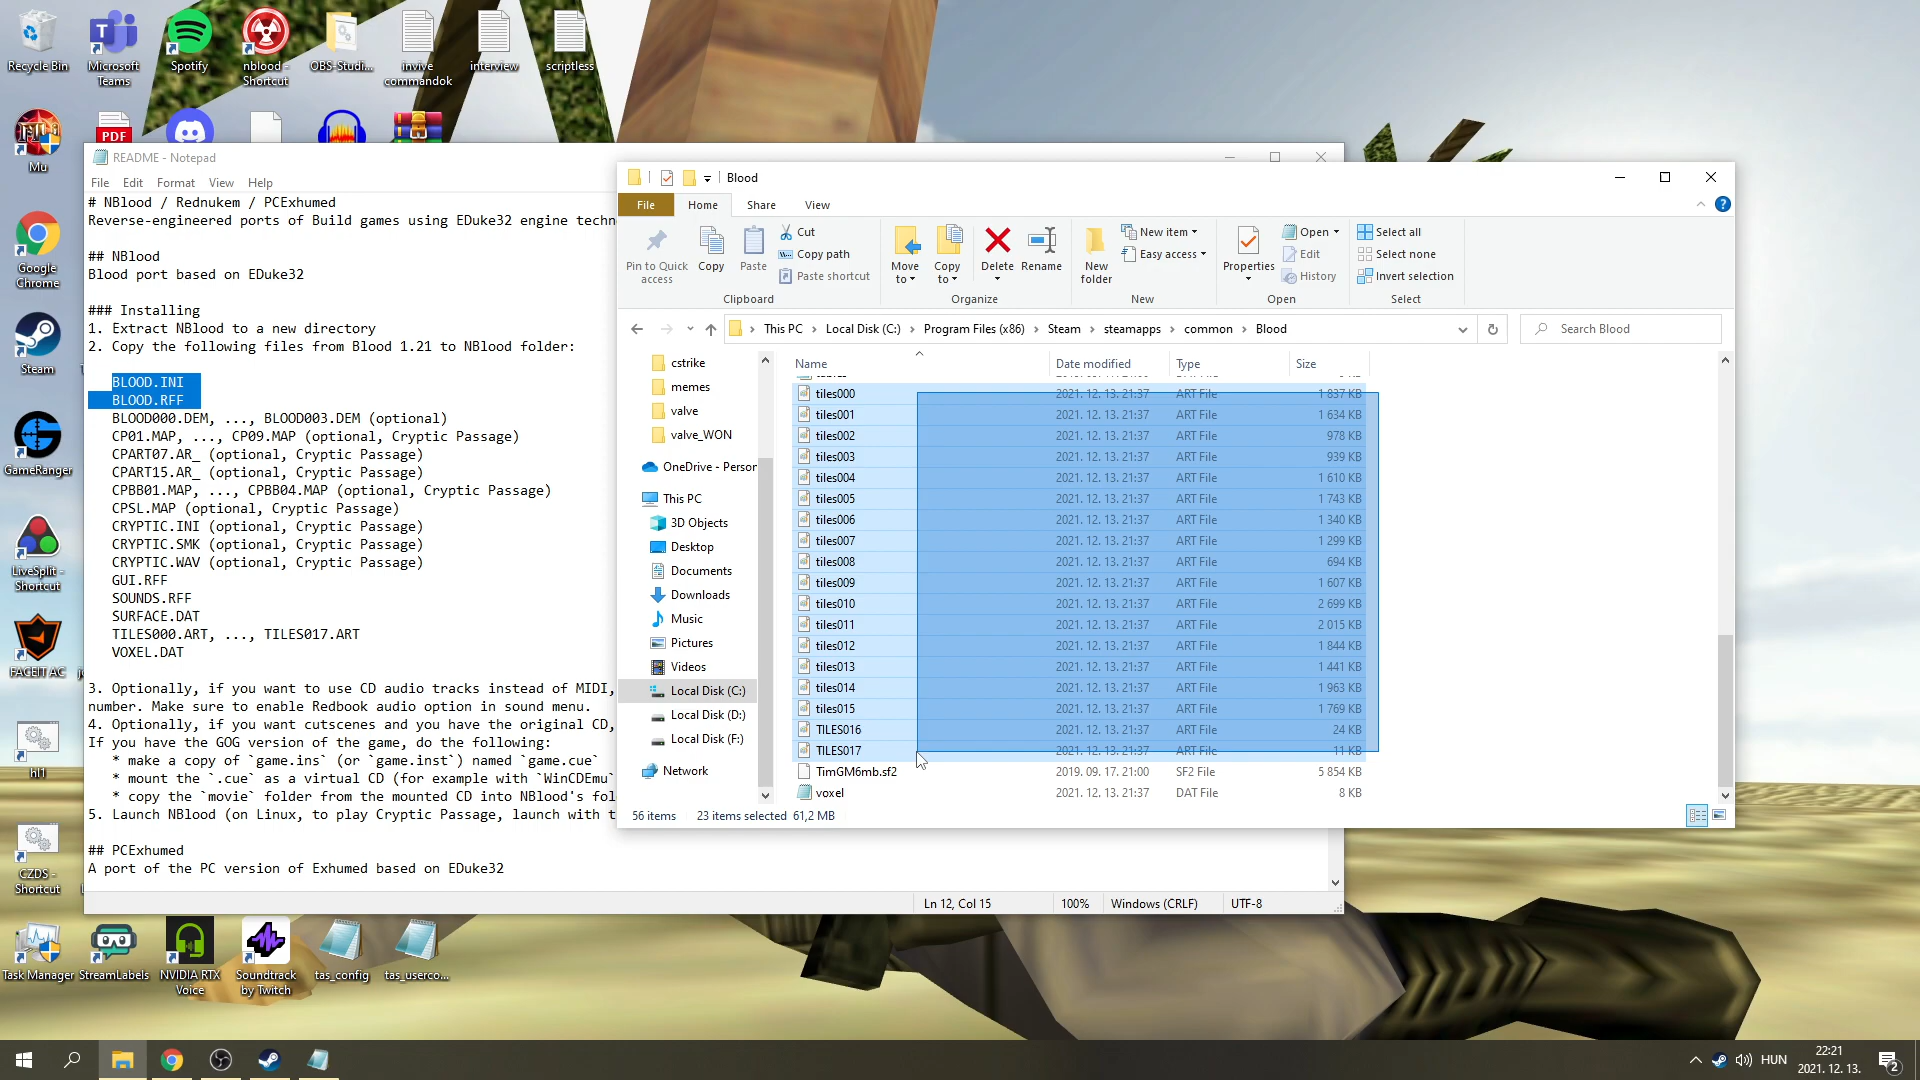 Recycle Bin
Microsoft Teams
Spotify
nblood - Shortcut
OBS-Studi...
invive commandok
interview
scriptless
Mu
PDF
Google Chrome
Steam
GameRanger
LiveSplit - Shortcut
FACEIT AC
hl1
CZDS - Shortcut
Task Manager
StreamLabels
NVIDIA RTX Voice
Soundtrack by Twitch
tas_config
tas_userco...
README - Notepad
File Edit Format View Help
# NBlood / Rednukem / PCExhumed
Reverse-engineered ports of Build games using EDuke32 engine techn
## NBlood
Blood port based on EDuke32
### Installing
1. Extract NBlood to a new directory
2. Copy the following files from Blood 1.21 to NBlood folder:
BLOOD.INI
BLOOD.RFF
BLOOD000.DEM, ..., BLOOD003.DEM (optional)
CP01.MAP, ..., CP09.MAP (optional, Cryptic Passage)
CPART07.AR_ (optional, Cryptic Passage)
CPART15.AR_ (optional, Cryptic Passage)
CPBB01.MAP, ..., CPBB04.MAP (optional, Cryptic Passage)
CPSL.MAP (optional, Cryptic Passage)
CRYPTIC.INI (optional, Cryptic Passage)
CRYPTIC.SMK (optional, Cryptic Passage)
CRYPTIC.WAV (optional, Cryptic Passage)
GUI.RFF
SOUNDS.RFF
SURFACE.DAT
TILES000.ART, ..., TILES017.ART
VOXEL.DAT
3. Optionally, if you want to use CD audio tracks instead of MIDI,
number. Make sure to enable Redbook audio option in sound menu.
4. Optionally, if you want cutscenes and you have the original CD,
If you have the GOG version of the game, do the following:
* make a copy of `game.ins` (or `game.inst`) named `game.cue`
* mount the `.cue` as a virtual CD (for example with `WinCDEmu`
* copy the `movie` folder from the mounted CD into NBlood's fol
5. Launch NBlood (on Linux, to play Cryptic Passage, launch with t
## PCExhumed
A port of the PC version of Exhumed based on EDuke32
Ln 12, Col 15 100% Windows (CRLF) UTF-8
Blood
File Home Share View
Pin to Quick access
Copy
Paste
Cut
Copy path
Paste shortcut
Clipboard
Move to
Copy to
Delete
Rename
Organize
New folder
New item
Easy access
New
Properties
Open
Edit
History
Open
Select all
Select none
Invert selection
Select
This PC > Local Disk (C:) > Program Files (x86) > Steam > steamapps > common > Blood
Search Blood
cstrike
memes
valve
valve_WON
OneDrive - Person
This PC
3D Objects
Desktop
Documents
Downloads
Music
Pictures
Videos
Local Disk (C:)
Local Disk (D:)
Local Disk (F:)
Network
Name Date modified Type Size
tiles000 2021. 12. 13. 21:37 ART File 1 837 KB
tiles001 2021. 12. 13. 21:37 ART File 1 634 KB
tiles002 2021. 12. 13. 21:37 ART File 978 KB
tiles003 2021. 12. 13. 21:37 ART File 939 KB
tiles004 2021. 12. 13. 21:37 ART File 1 610 KB
tiles005 2021. 12. 13. 21:37 ART File 1 743 KB
tiles006 2021. 12. 13. 21:37 ART File 1 340 KB
tiles007 2021. 12. 13. 21:37 ART File 1 299 KB
tiles008 2021. 12. 13. 21:37 ART File 694 KB
tiles009 2021. 12. 13. 21:37 ART File 1 607 KB
tiles010 2021. 12. 13. 21:37 ART File 2 699 KB
tiles011 2021. 12. 13. 21:37 ART File 2 015 KB
tiles012 2021. 12. 13. 21:37 ART File 1 844 KB
tiles013 2021. 12. 13. 21:37 ART File 1 441 KB
tiles014 2021. 12. 13. 21:37 ART File 1 963 KB
tiles015 2021. 12. 13. 21:37 ART File 1 769 KB
TILES016 2021. 12. 13. 21:37 ART File 24 KB
TILES017 2021. 12. 13. 21:37 ART File 11 KB
TimGM6mb.sf2 2019. 09. 17. 21:00 SF2 File 5 854 KB
voxel 2021. 12. 13. 21:37 DAT File 8 KB
56 items 23 items selected 61,2 MB
HUN
22:21
2021. 12. 13.
2